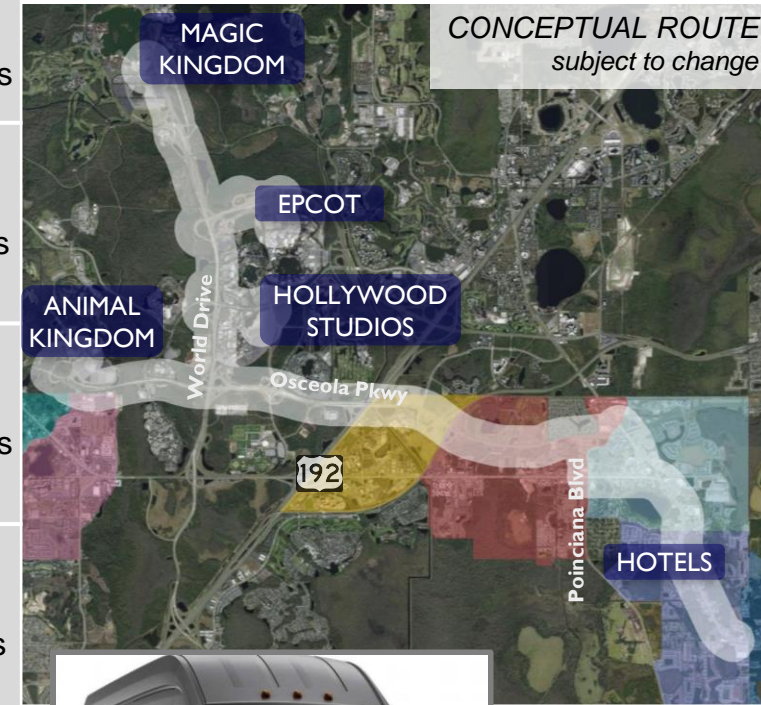 CONCEPTUAL ROUTE
subject to change
MAGIC
KINGDOM
s
EPCOT
s
HOLLYWOOD
STUDIOS
ANIMAL
KINGDOM
World Drive
Osceola Pkwy
s
192
Poinciana Blvd
HOTELS
s